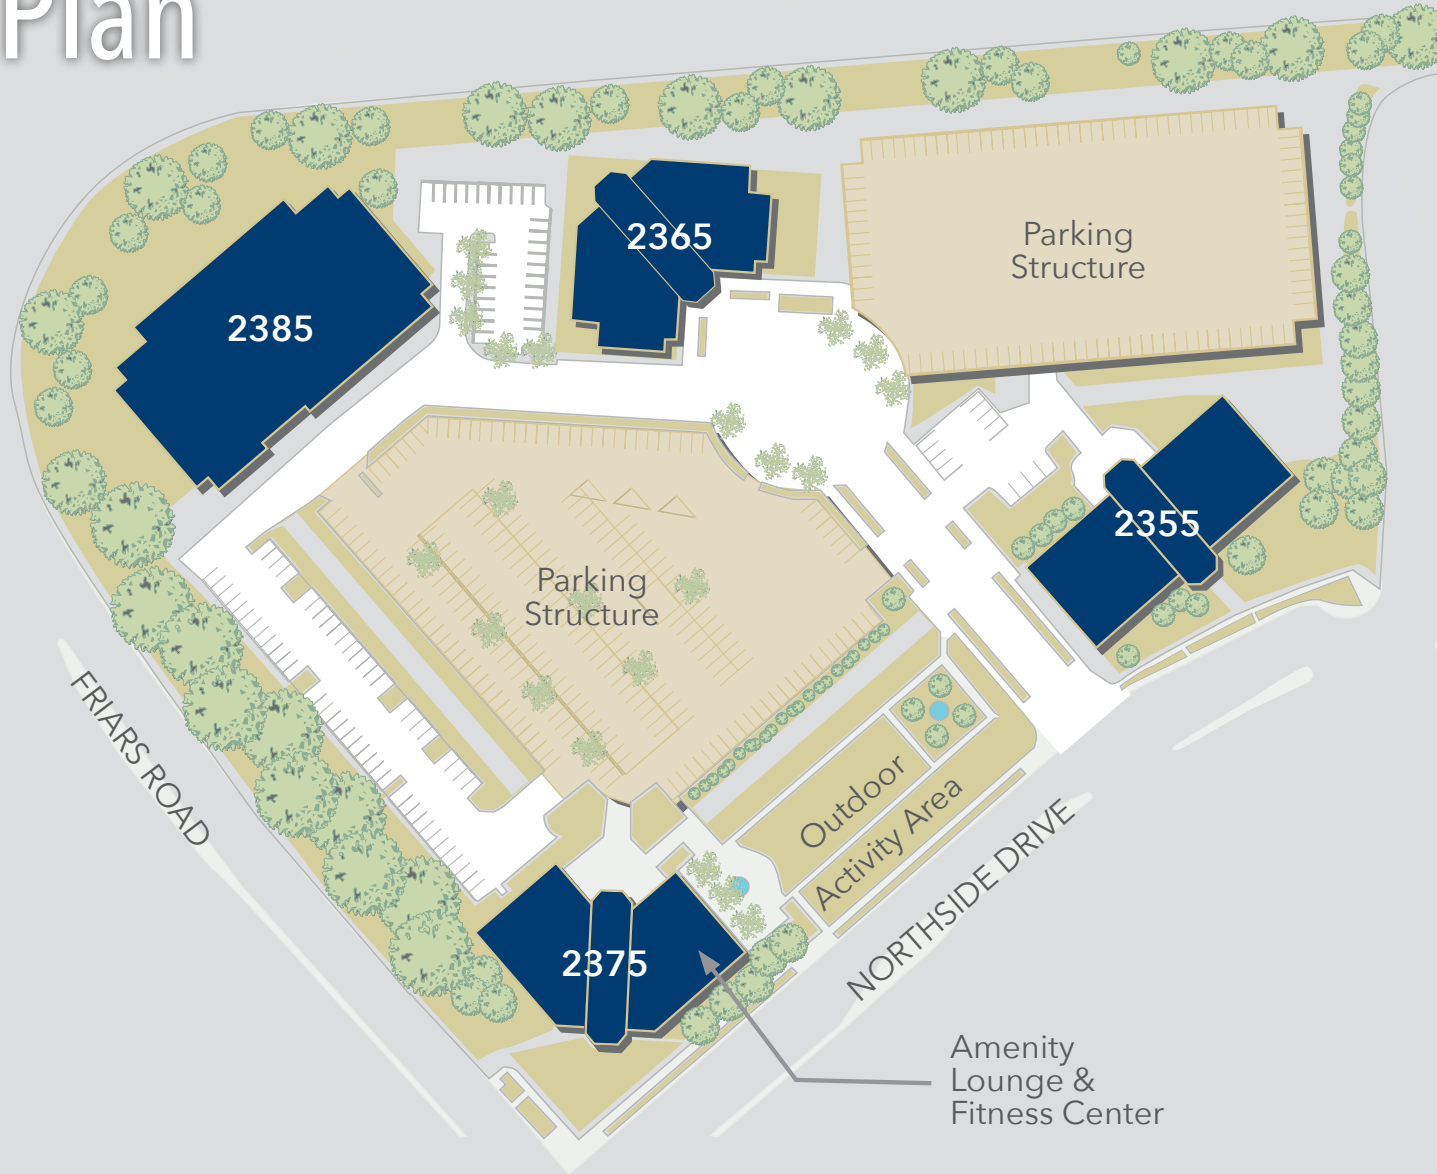 Plan
2365
Parking
Structure
2385
2355
Parking
Structure
FRIARS ROAD
Outdoor
Activity Area
NORTHSIDE DRIVE
2375
Amenity
Lounge &
Fitness Center